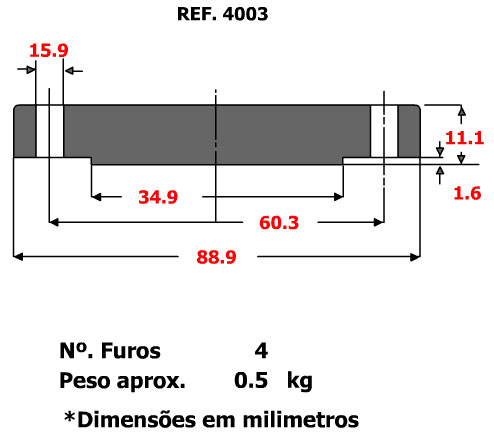 REF. 4003
15.9
11.1
34.9
1.6
60.3
88.9
Nº. Furos 4
Peso aprox. 0.5 kg
*Dimensões em milimetros